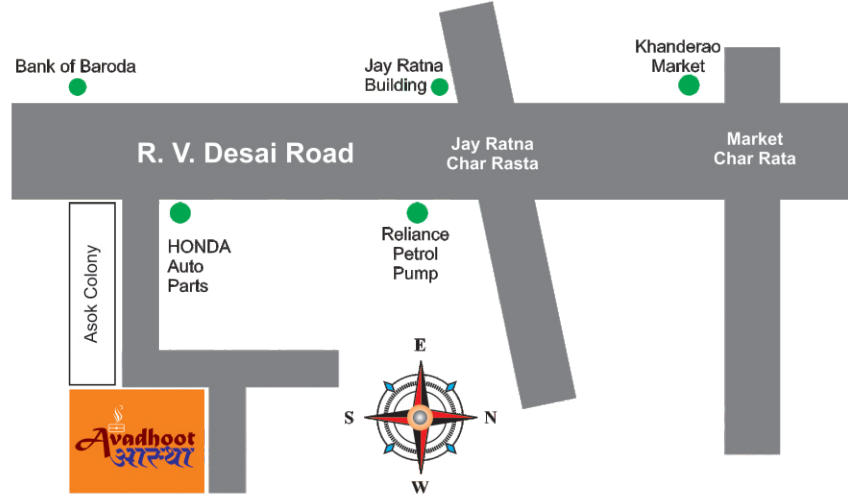 Bank of Baroda
Jay Ratna
Building
Khanderao
Market
R. V. Desai Road
Jay Ratna
Char Rasta
Market
Char Rata
Asok Colony
HONDA
Auto
Parts
Reliance
Petrol
Pump
E
S
N
W
Avadhoot
आस्था